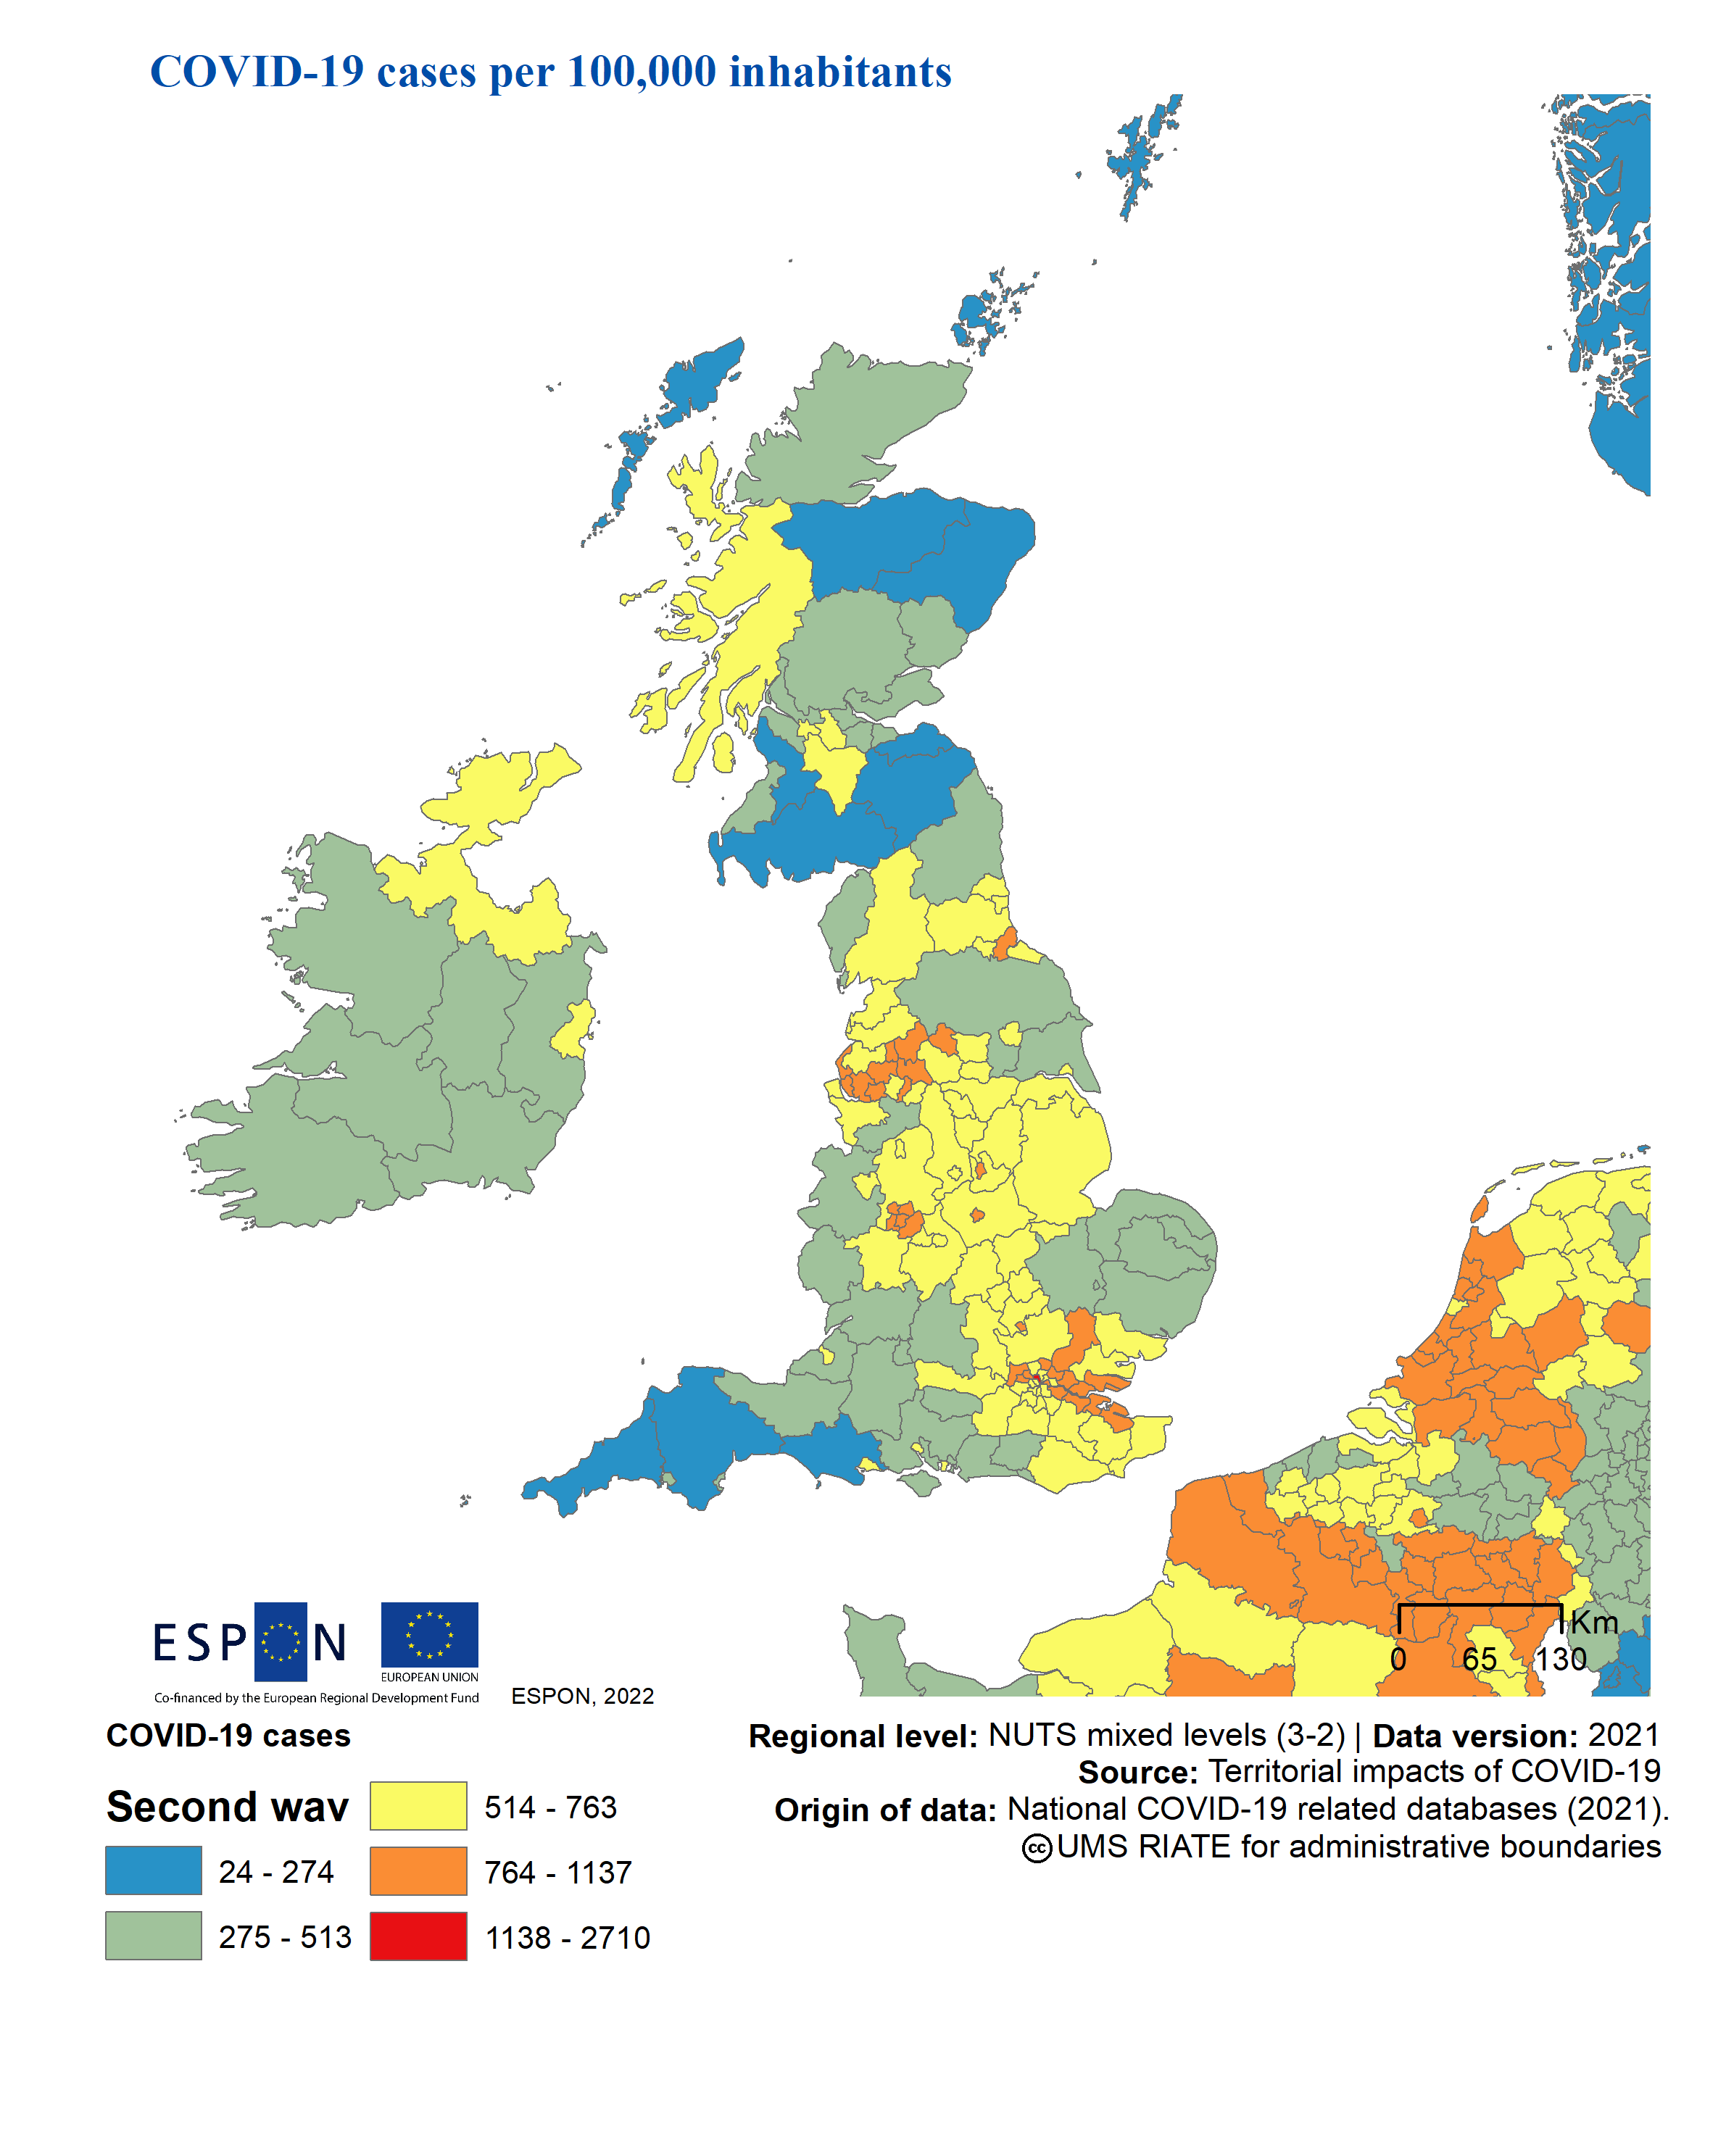 COVID-19 cases per 100,000 inhabitants
Km
0 65 130
ESPON
EUROPEAN UNION
Co-financed by the European Regional Development Fund
ESPON, 2022
COVID-19 cases
Second wav
24 - 274
275 - 513
514 - 763
764 - 1137
1138 - 2710
Regional level: NUTS mixed levels (3-2) | Data version: 2021
Source: Territorial impacts of COVID-19
Origin of data: National COVID-19 related databases (2021).
cc UMS RIATE for administrative boundaries